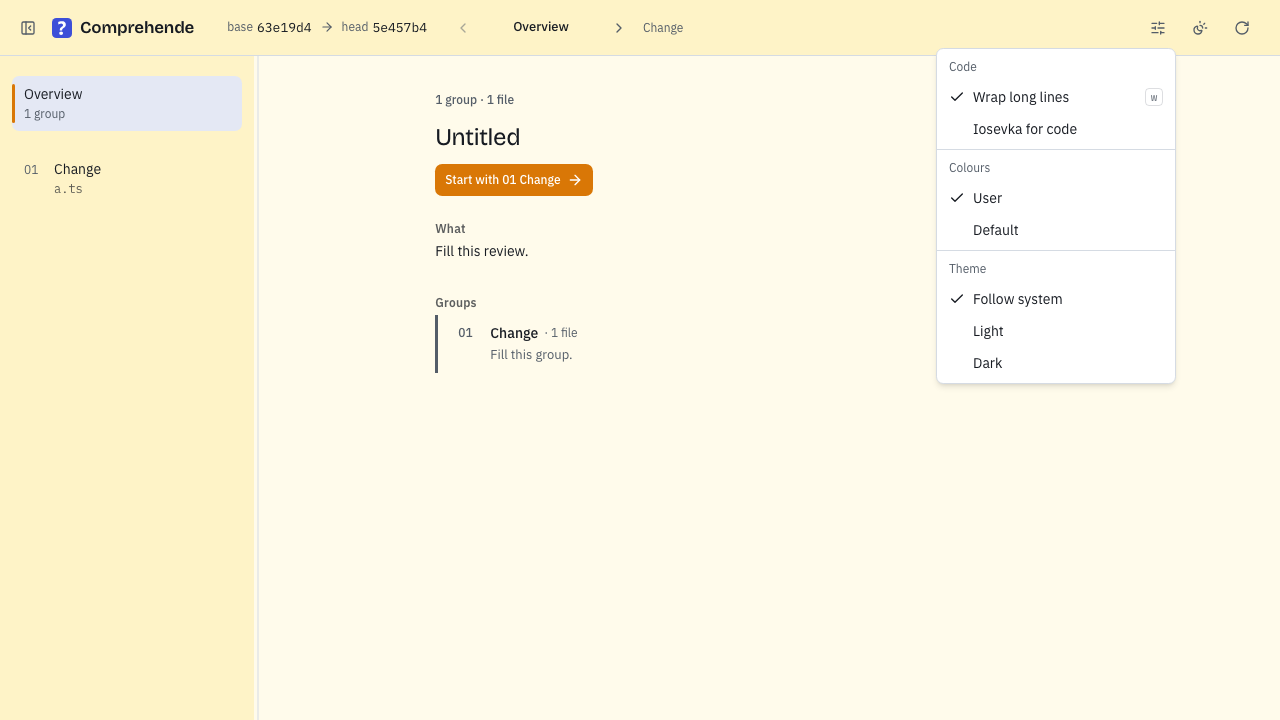 ? Comprehende base 63e19d4 → head 5e457b4 Overview Change
Overview
1 group
01 Change
a.ts
1 group · 1 file
Untitled
Start with 01 Change →
What
Fill this review.
Groups
01 Change · 1 file
Fill this group.
Code
Wrap long lines w
Iosevka for code
Colours
User
Default
Theme
Follow system
Light
Dark